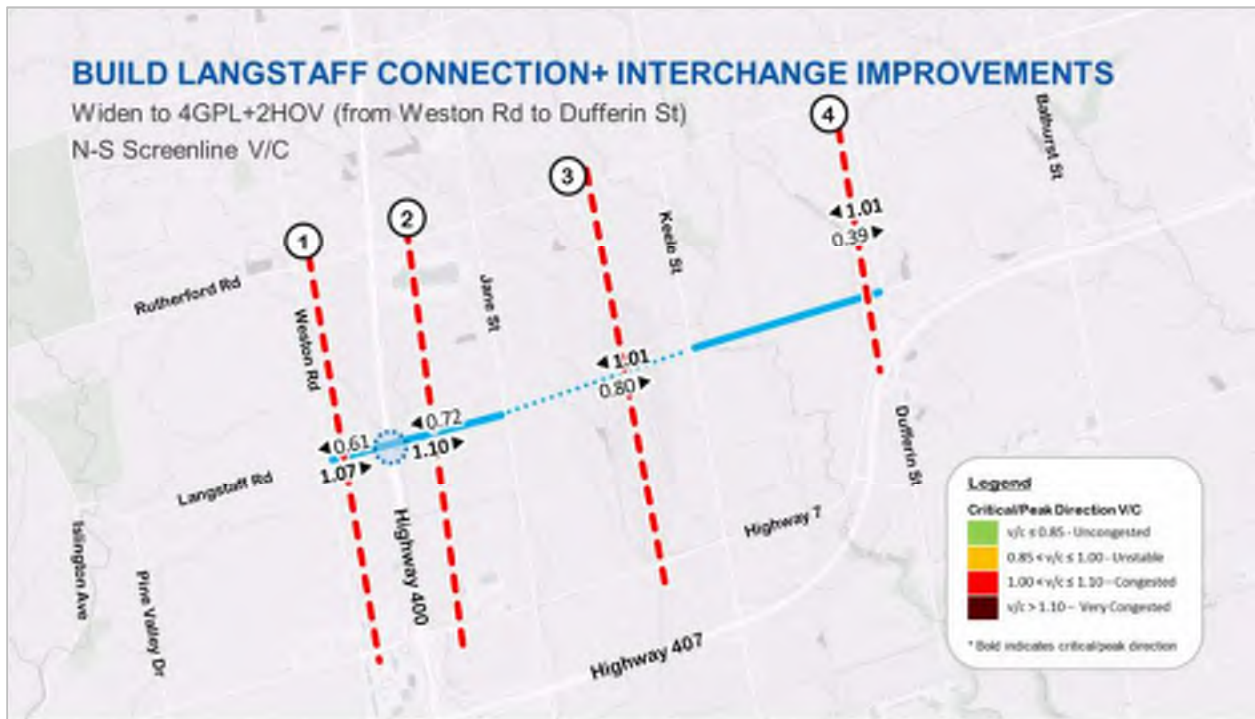 BUILD LANGSTAFF CONNECTION+ INTERCHANGE IMPROVEMENTS
Widen to 4GPL+2HOV (from Weston Rd to Dufferin St)
N-S Screenline V/C
1
2
3
4
Bathurst St
◄1.01
0.39►
Keele St
Rutherford Rd
Jane St
Weston Rd
◄1.01
0.80►
◄0.72
1.10►
◄0.61
1.07►
Dufferin St
Langstaff Rd
Highway 7
Islington Ave
Pine Valley Dr
Highway 400
Highway 407
Legend
Critical/Peak Direction V/C
v/c ≤ 0.85 - Uncongested
0.85 < v/c ≤ 1.00 - Unstable
1.00 < v/c ≤ 1.10 – Congested
v/c > 1.10 – Very Congested
* Bold indicates critical/peak direction